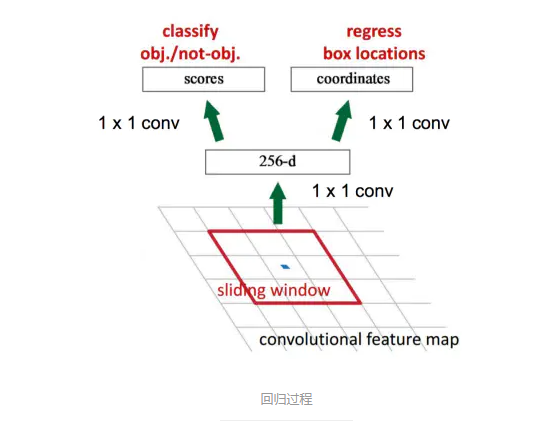 classify
obj./not-obj.
regress
box locations
scores
coordinates
1 x 1 conv
1 x 1 conv
256-d
1 x 1 conv
sliding window
convolutional feature map
回归过程